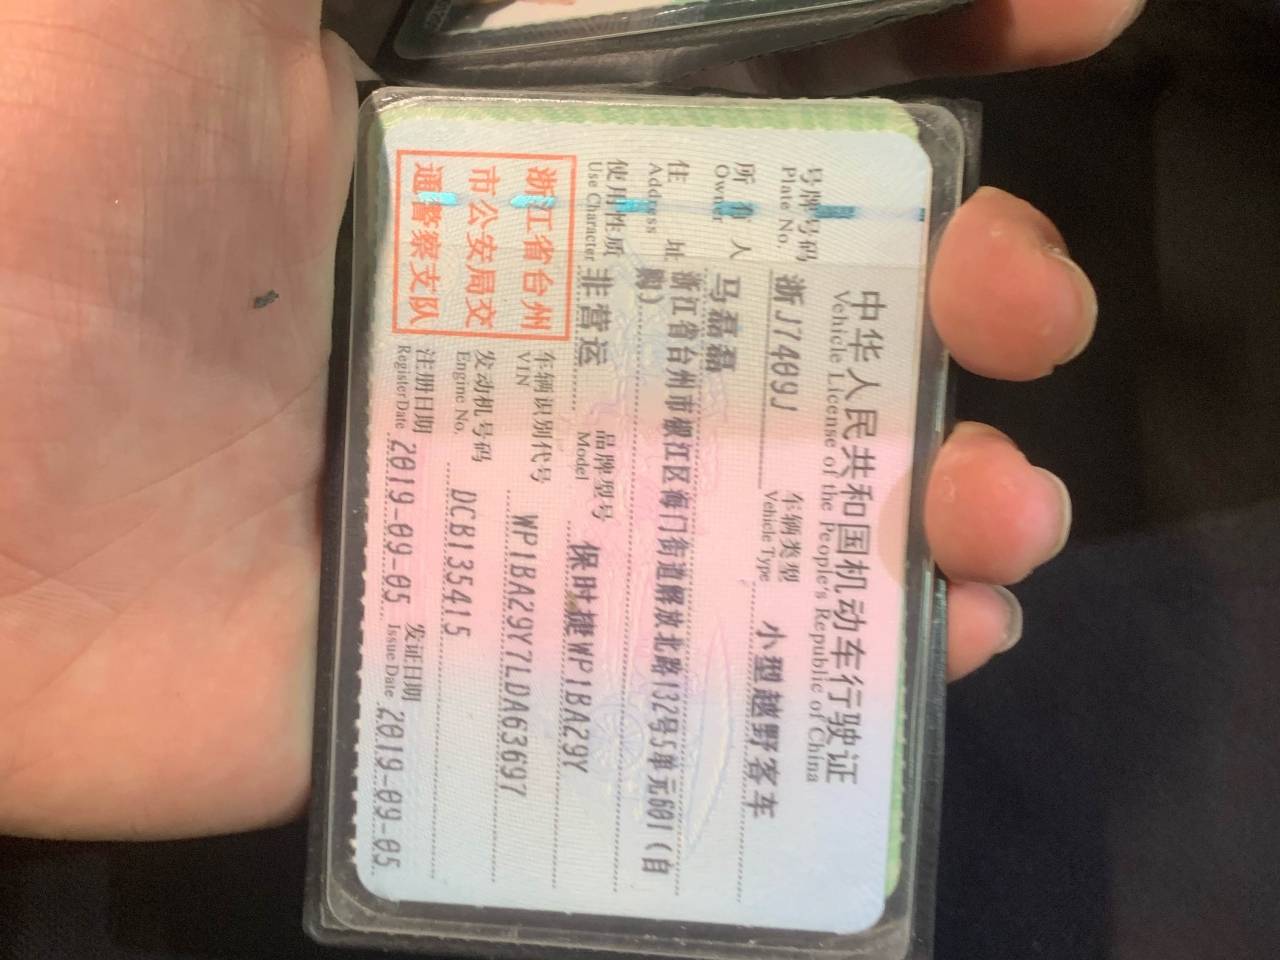 中华人民共和国机动车行驶证
Vehicle License of the People's Republic of China
号牌号码 浙J7409J 车辆类型 小型越野客车
Plate No. Vehicle Type
所有人 马磊磊
Owner
住址 浙江省台州市椒江区海门街道解放北路132号5单元601(自
Address 购)
使用性质 非营运 品牌型号 保时捷WP1BA29Y
Use Character Model
浙江省台州
市公安局交
通警察支队
车辆识别代号 WP1BA29Y7LDA63697
VIN
发动机号码 DCB135415
Engine No.
注册日期 2019-09-05 发证日期 2019-09-05
Register Date Issue Date